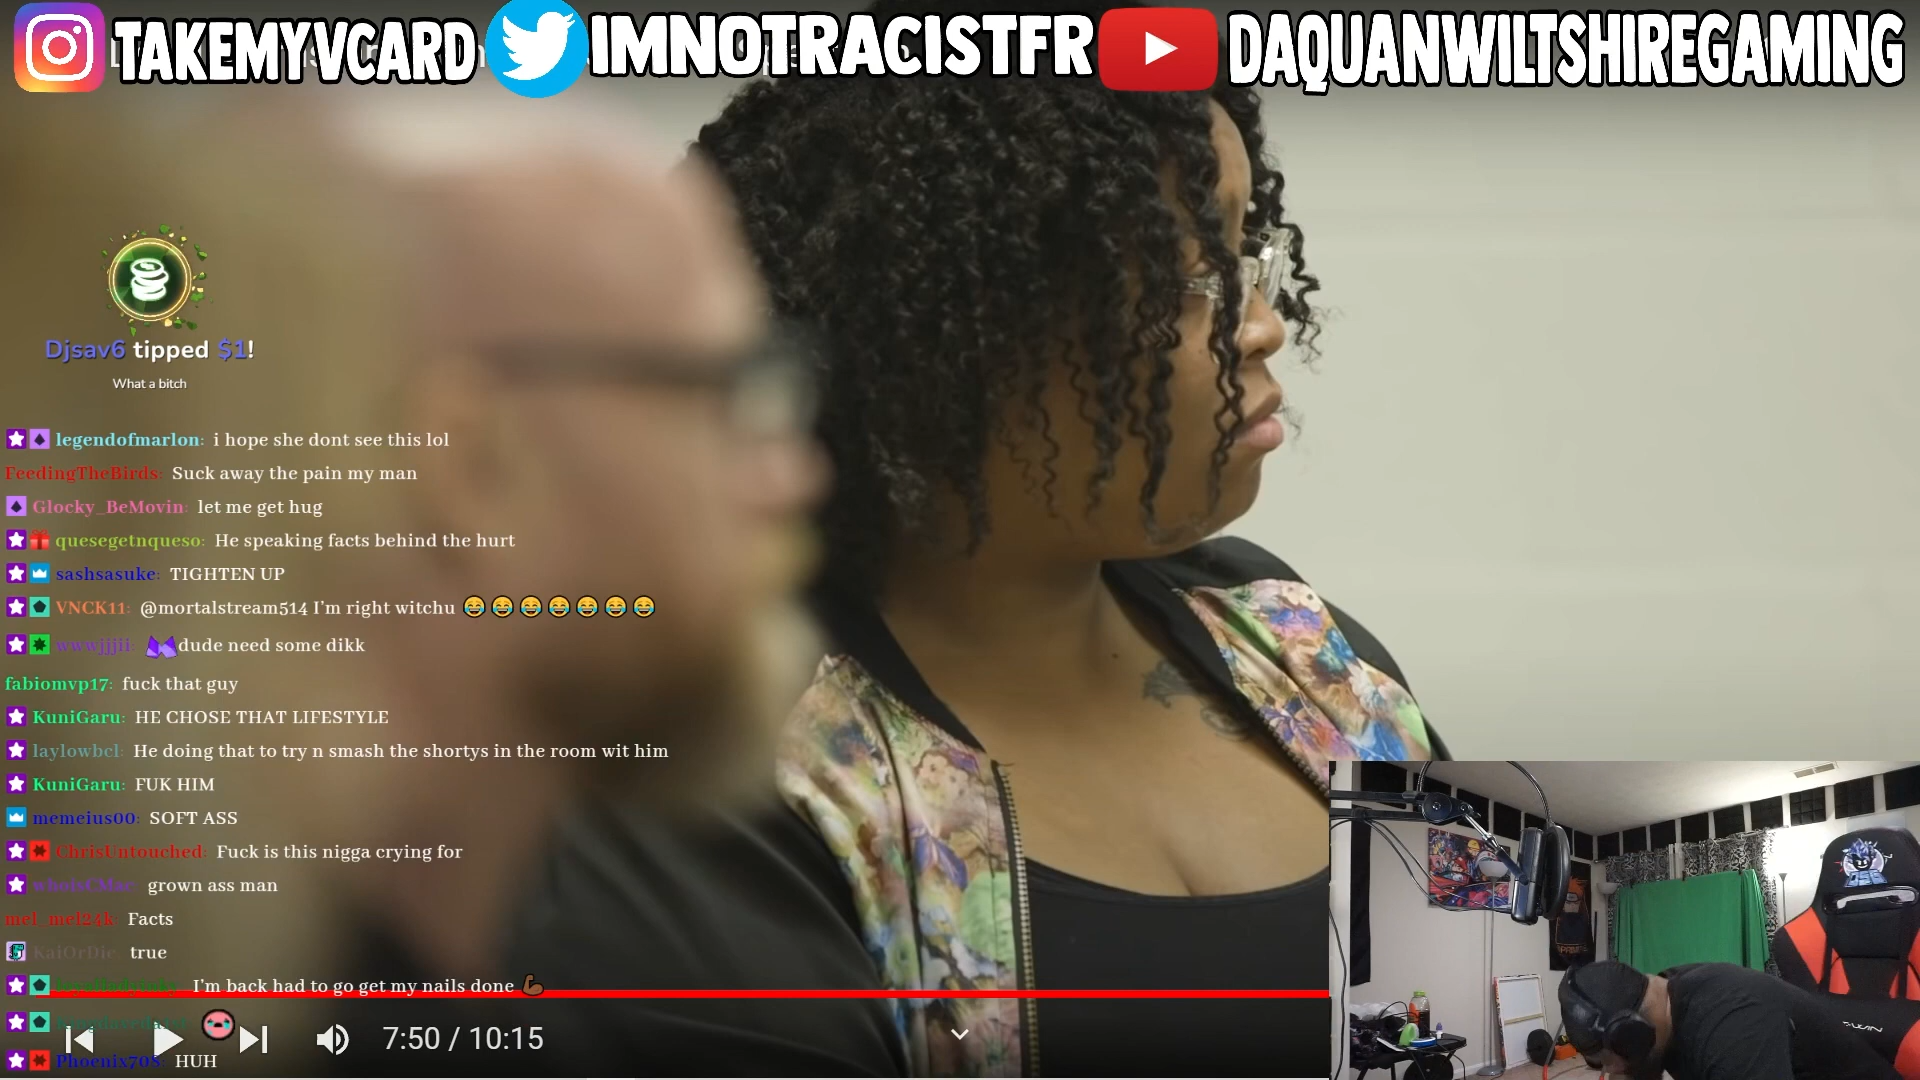 TAKEMYVCARD IMNOTRACISTFR DAQUANWILTSHIREGAMING
Djsav6 tipped $1!
What a bitch
legendofmarlon: i hope she dont see this lol
FeedingTheBirds: Suck away the pain my man
Glocky_BeMovin: let me get hug
quesegetnqueso: He speaking facts behind the hurt
sashsasuke: TIGHTEN UP
VNCK11: @mortalstream514 I'm right witchu 😂😂😂😂😂😂😂
wwwjjjii: dude need some dikk
fabiomvp17: fuck that guy
KuniGaru: HE CHOSE THAT LIFESTYLE
laylowbcl: He doing that to try n smash the shortys in the room wit him
KuniGaru: FUK HIM
memeius00: SOFT ASS
ChrisUntouched: Fuck is this nigga crying for
whoisCMac: grown ass man
mel_mel24k: Facts
KaiOrDie: true
I'm back had to go get my nails done 💪🏿
7:50 / 10:15
Phoenix708: HUH